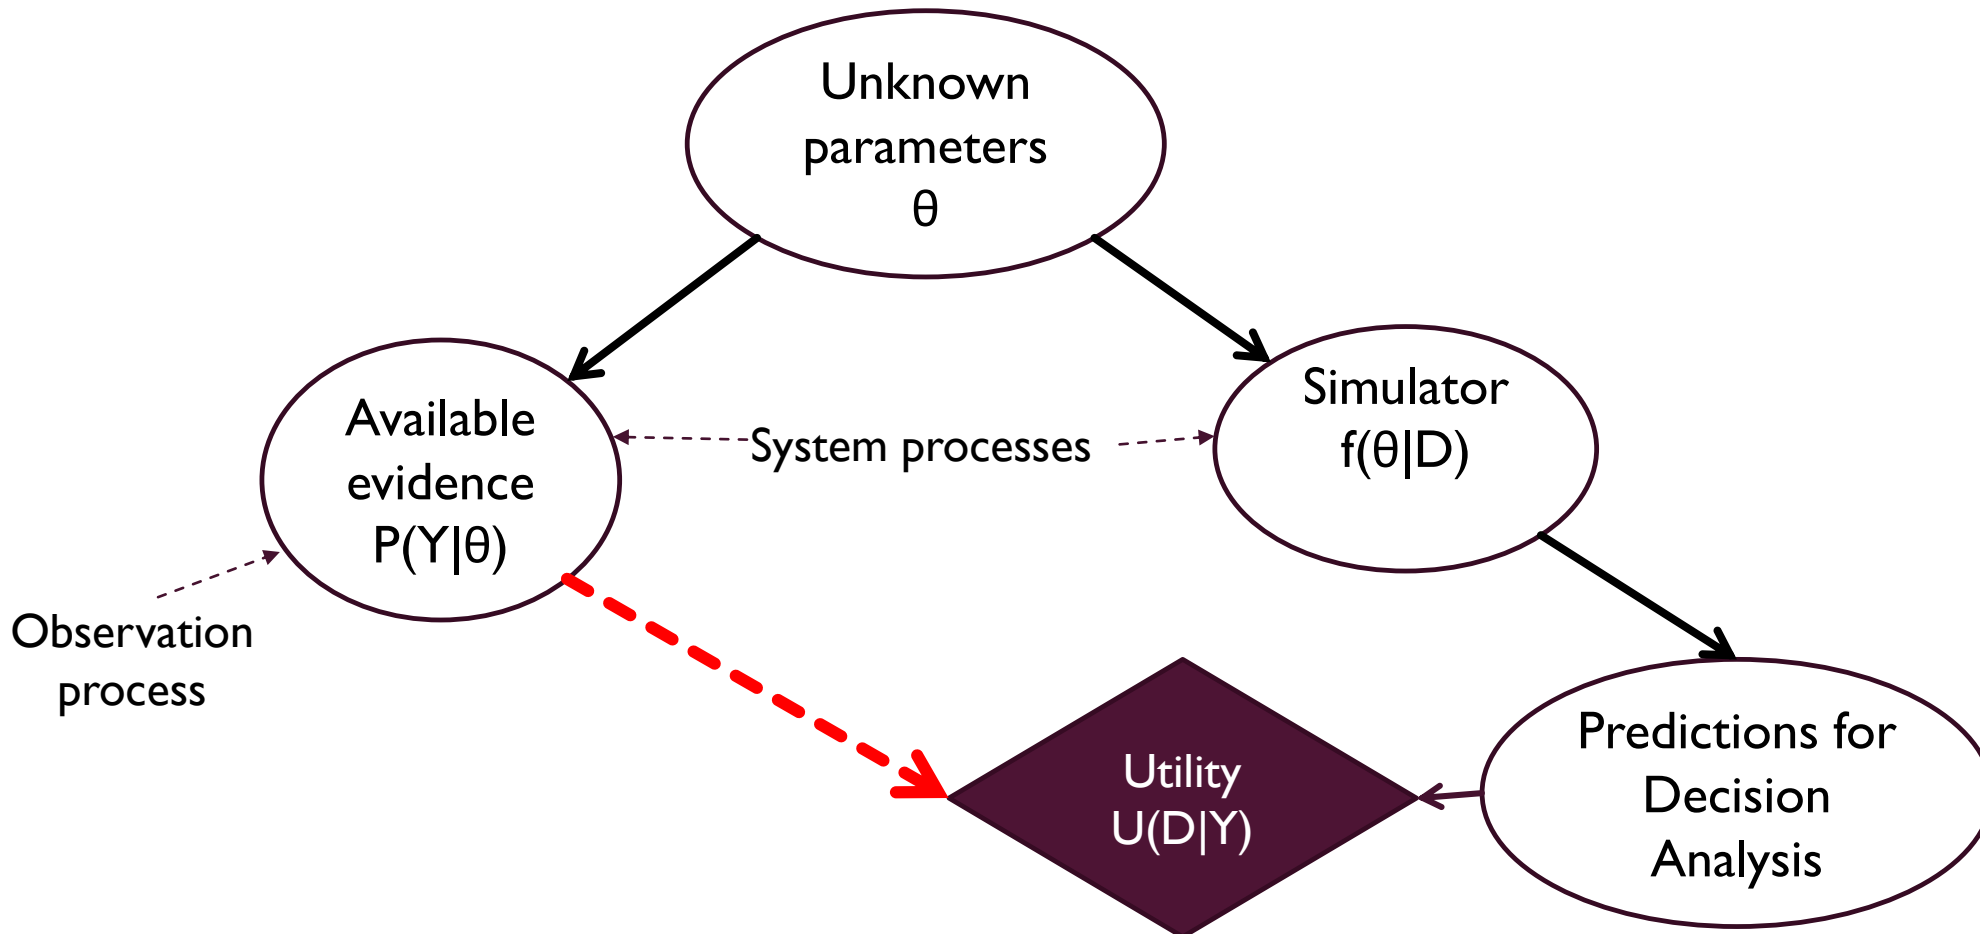 Unknown
parameters
θ
Available
evidence
P(Y|θ)
System processes
Simulator
f(θ|D)
Observation
process
Utility
U(D|Y)
Predictions for
Decision
Analysis